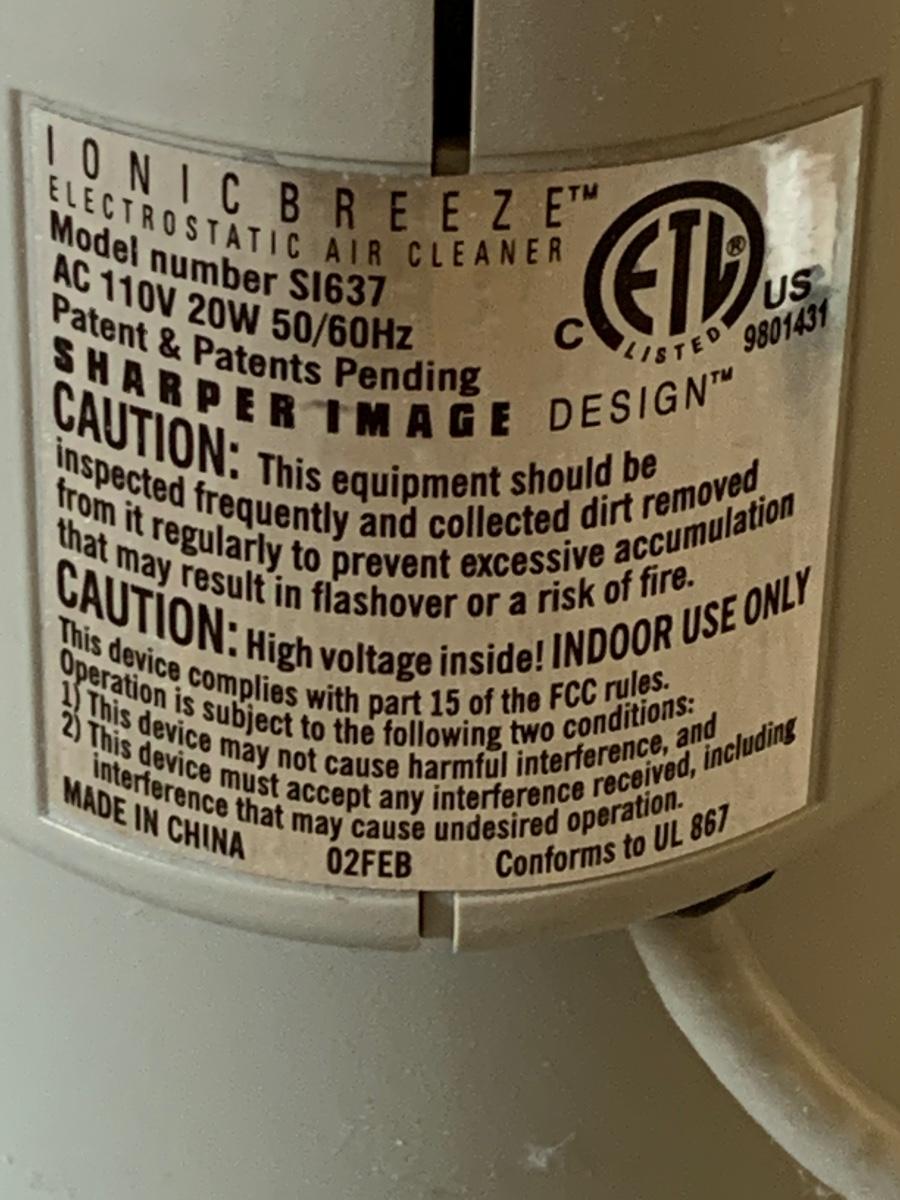 IONIC BREEZE™
ELECTROSTATIC AIR CLEANER
Model number SI637
AC 110V 20W 50/60Hz
Patent & Patents Pending
SHARPER IMAGE DESIGN™
ETL®
C US
LISTED
9801431
CAUTION: This equipment should be
inspected frequently and collected dirt removed
from it regularly to prevent excessive accumulation
that may result in flashover or a risk of fire.
CAUTION: High voltage inside! INDOOR USE ONLY
This device complies with part 15 of the FCC rules.
Operation is subject to the following two conditions:
1) This device may not cause harmful interference, and
2) This device must accept any interference received, including
interference that may cause undesired operation.
MADE IN CHINA 02FEB Conforms to UL 867